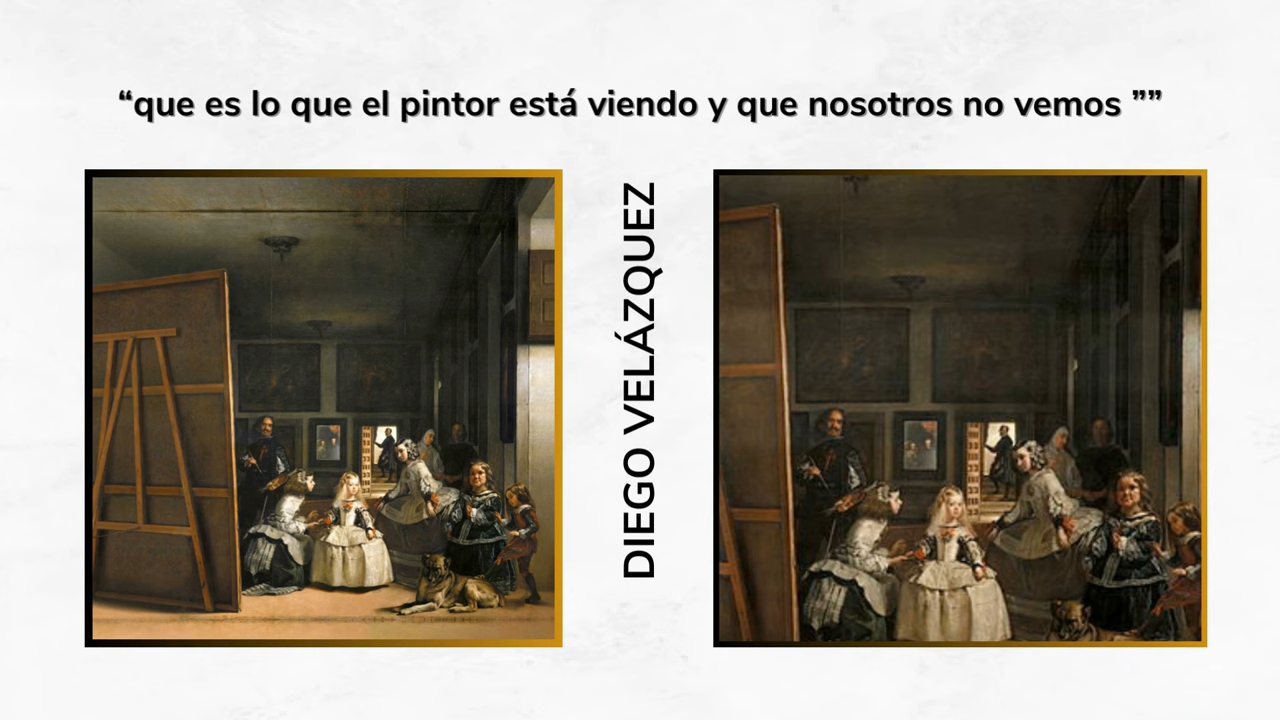 “que es lo que el pintor está viendo y que nosotros no vemos ””
DIEGO VELÁZQUEZ